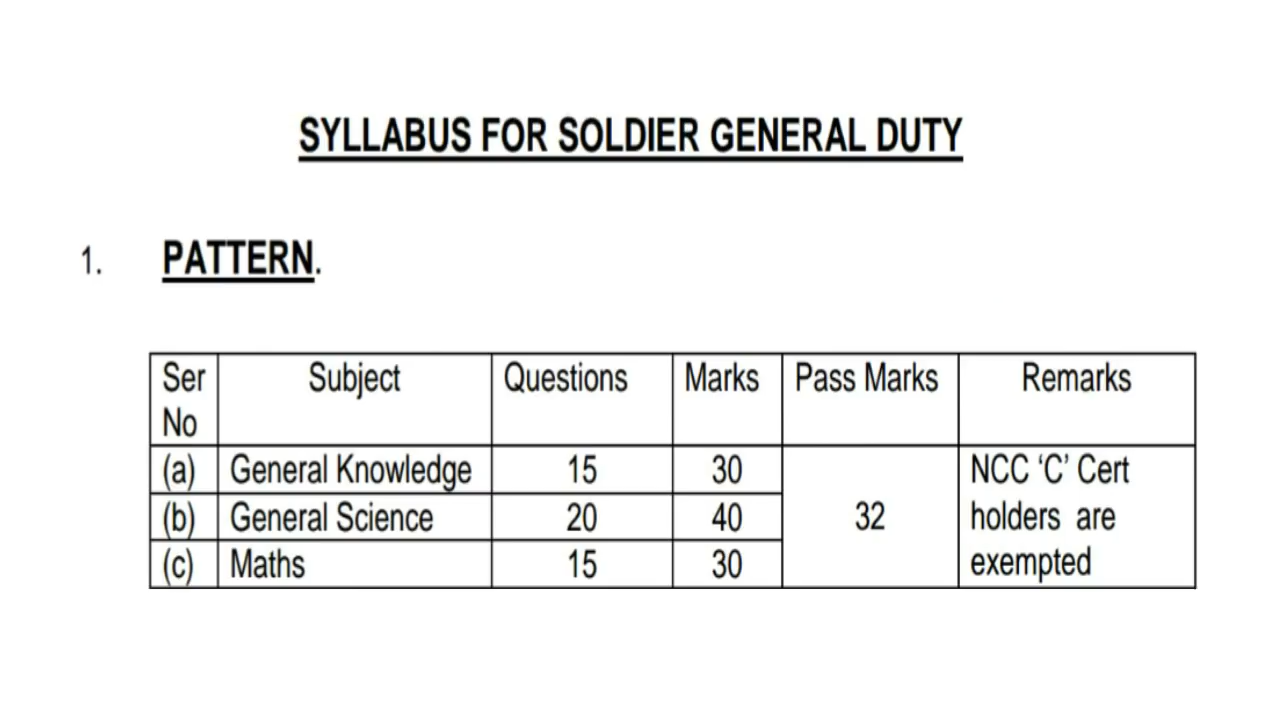 SYLLABUS FOR SOLDIER GENERAL DUTY
1. PATTERN.
Ser No Subject Questions Marks Pass Marks Remarks
(a) General Knowledge 15 30 32 NCC ‘C’ Cert holders are exempted
(b) General Science 20 40
(c) Maths 15 30